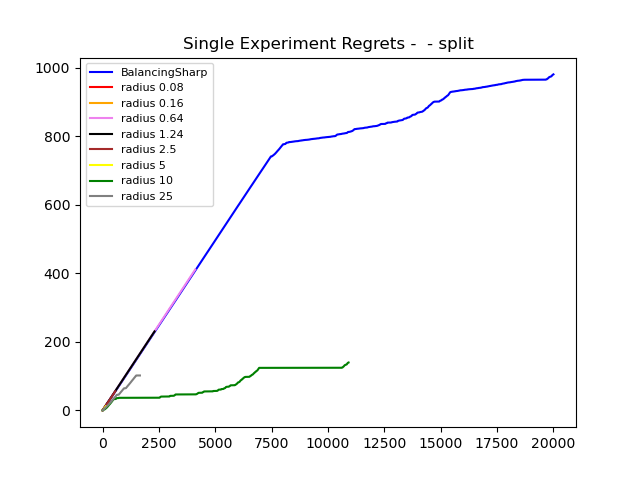 Single Experiment Regrets -  - split
1000
800
600
400
200
0
BalancingSharp
radius 0.08
radius 0.16
radius 0.64
radius 1.24
radius 2.5
radius 5
radius 10
radius 25
0 2500 5000 7500 10000 12500 15000 17500 20000